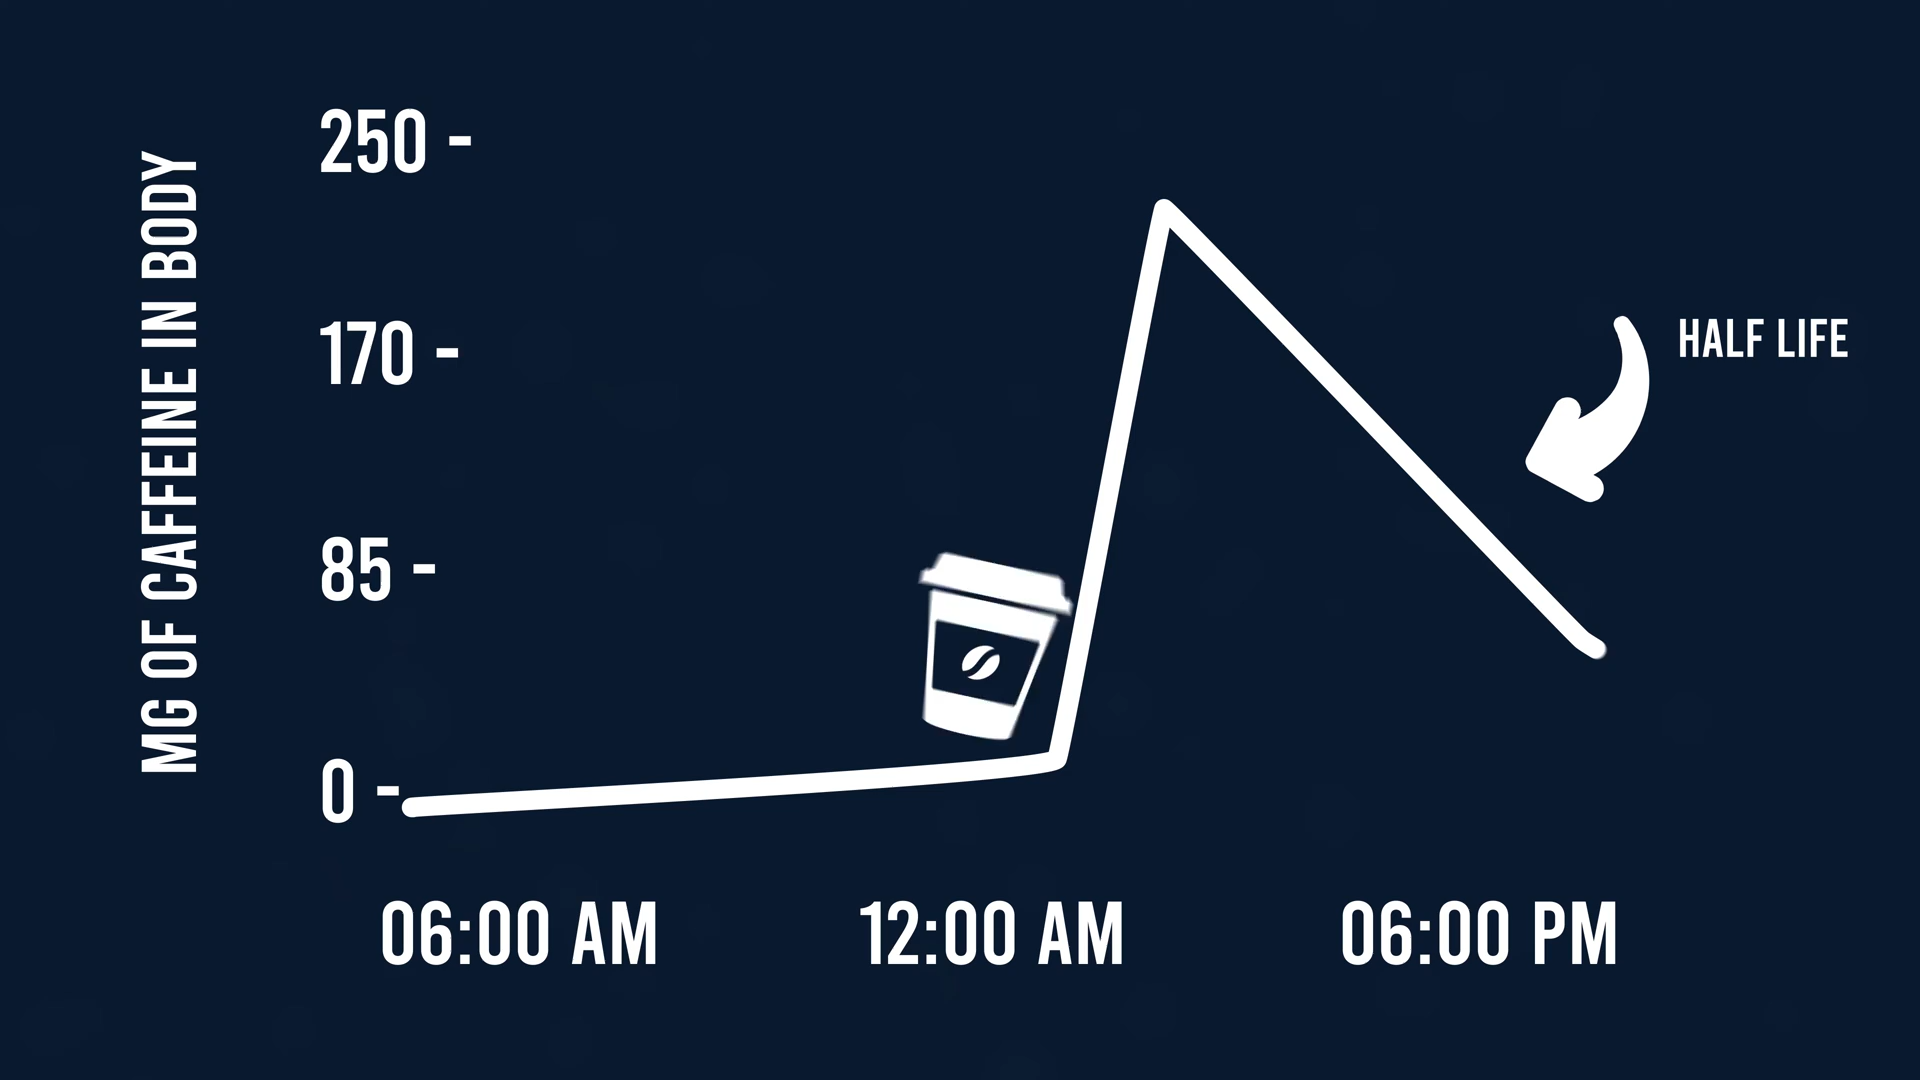 MG OF CAFFEINE IN BODY
250 -
170 -
85 -
0 -
HALF LIFE
06:00 AM
12:00 AM
06:00 PM